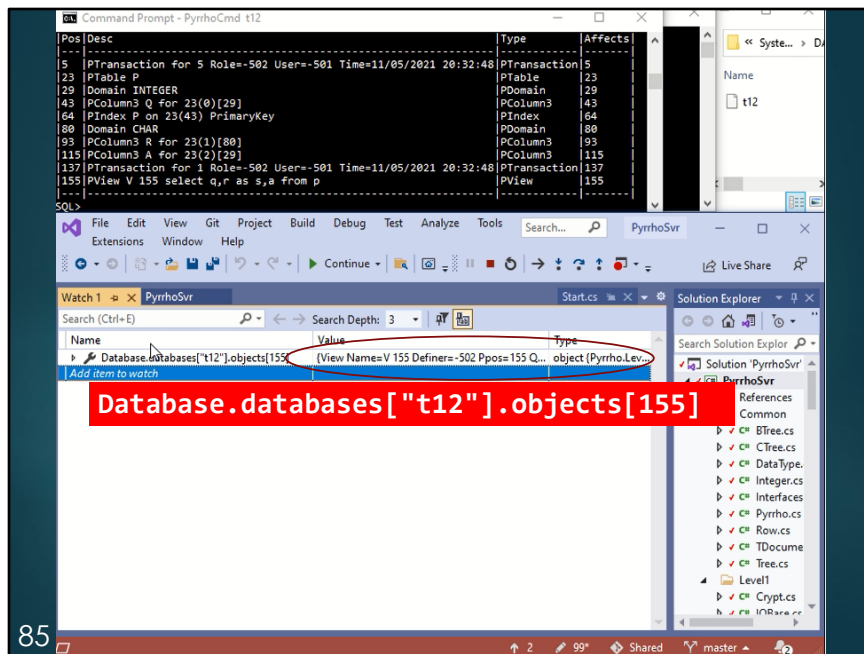 Command Prompt - PyrrhoCmd t12
|Pos|Desc |Type |Affects|
|---|---------------------------------------------------------------|------------|-------|
|5 |PTransaction for 5 Role=-502 User=-501 Time=11/05/2021 20:32:48|PTransaction|5 |
|23 |PTable P |PTable |23 |
|29 |Domain INTEGER |PDomain |29 |
|43 |PColumn3 Q for 23(0)[29] |PColumn3 |43 |
|64 |PIndex P on 23(43) PrimaryKey |PIndex |64 |
|80 |Domain CHAR |PDomain |80 |
|93 |PColumn3 R for 23(1)[80] |PColumn3 |93 |
|115|PColumn3 A for 23(2)[29] |PColumn3 |115 |
|137|PTransaction for 1 Role=-502 User=-501 Time=11/05/2021 20:32:48|PTransaction|137 |
|155|PView V 155 select q,r as s,a from p |PView |155 |
|---|---------------------------------------------------------------|------------|-------|
SQL>
« Syste... >
Name
t12
File Edit View Git Project Build Debug Test Analyze Tools Search... PyrrhoSvr
Extensions Window Help
Continue Live Share
Watch 1 PyrrhoSvr Start.cs Solution Explorer
Search (Ctrl+E) Search Depth: 3
Search Solution Explor
Name Value Type
Database.databases["t12"].objects[155] {View Name=V 155 Definer=-502 Ppos=155 Q... object {Pyrrho.Lev...
Add item to watch
Database.databases["t12"].objects[155]
Solution 'PyrrhoSvr'
PyrrhoSvr
References
Common
C# BTree.cs
C# CTree.cs
C# DataType.
C# Integer.cs
C# Interfaces
C# Pyrrho.cs
C# Row.cs
C# TDocume
C# Tree.cs
Level1
C# Crypt.cs
85
2 99* Shared master 2